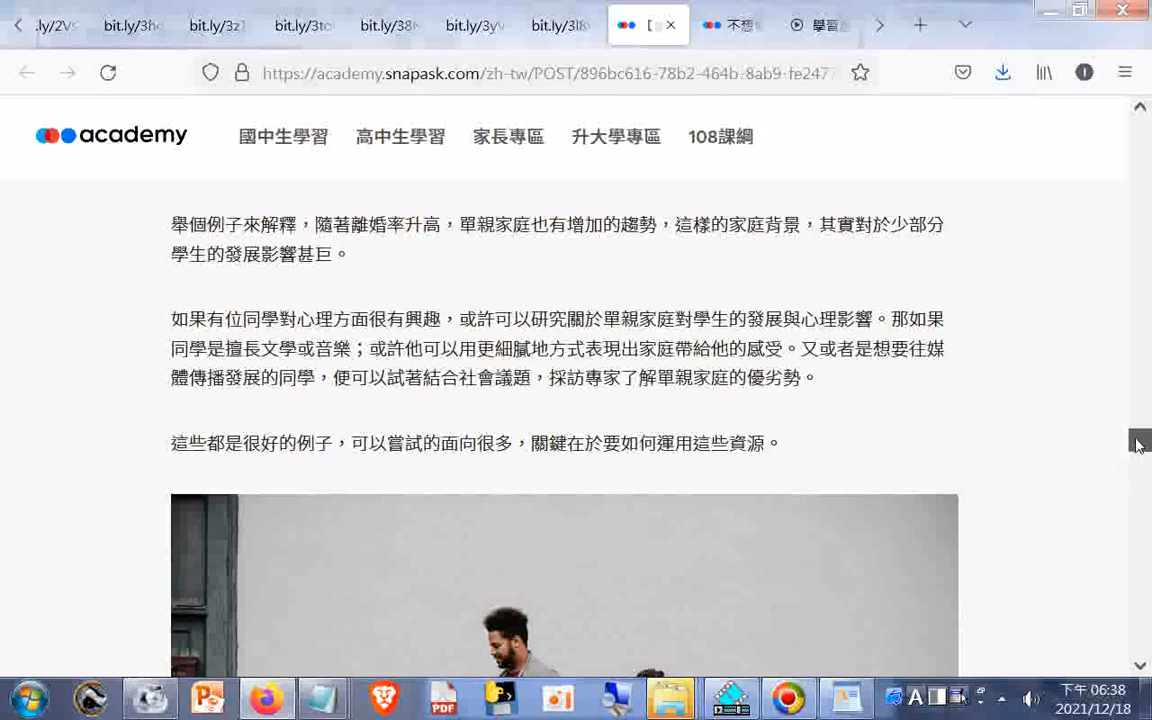 .ly/2V
bit.ly/3h
bit.ly/3z
bit.ly/3to
bit.ly/38
bit.ly/3y
bit.ly/3l8
[
不想
學習
https://academy.snapask.com/zh-tw/POST/896bc616-78b2-464b-8ab9-fe247
academy
國中生學習 高中生學習 家長專區 升大學專區 108課綱
舉個例子來解釋，隨著離婚率升高，單親家庭也有增加的趨勢，這樣的家庭背景，其實對於少部分
學生的發展影響甚巨。
如果有位同學對心理方面很有興趣，或許可以研究關於單親家庭對學生的發展與心理影響。那如果
同學是擅長文學或音樂；或許他可以用更細膩地方式表現出家庭帶給他的感受。又或者是想要往媒
體傳播發展的同學，便可以試著結合社會議題，採訪專家了解單親家庭的優劣勢。
這些都是很好的例子，可以嘗試的面向很多，關鍵在於要如何運用這些資源。
PDF
A
下午 06:38
2021/12/18